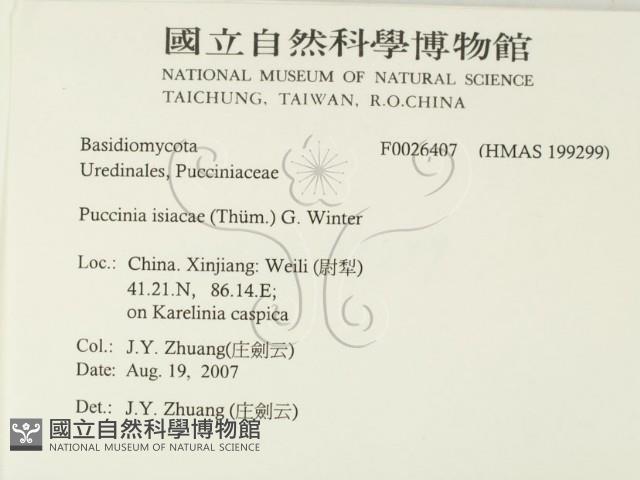 國立自然科學博物館
NATIONAL MUSEUM OF NATURAL SCIENCE
TAICHUNG, TAIWAN, R.O.CHINA
Basidiomycota F0026407 (HMAS 199299)
Uredinales, Pucciniaceae
Puccinia isiacae (Thüm.) G. Winter
Loc.: China. Xinjiang: Weili (尉犁)
41.21.N, 86.14.E;
on Karelinia caspica
Col.: J.Y. Zhuang(庄劍云)
Date: Aug. 19, 2007
Det.: J.Y. Zhuang (庄劍云)
國立自然科學博物館
NATIONAL MUSEUM OF NATURAL SCIENCE